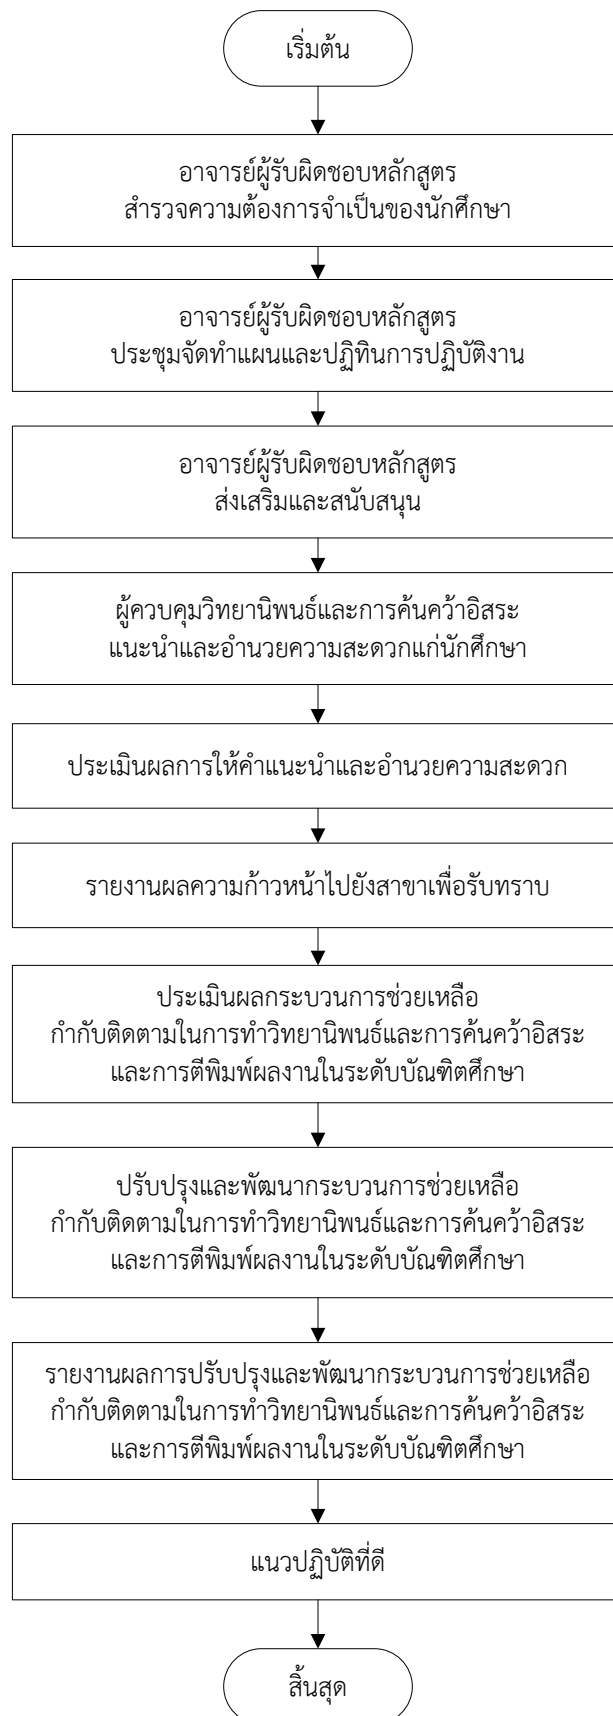 เริ่มต้น
อาจารย์ผู้รับผิดชอบหลักสูตร
สำรวจความต้องการจำเป็นของนักศึกษา
อาจารย์ผู้รับผิดชอบหลักสูตร
ประชุมจัดทำแผนและปฏิทินการปฏิบัติงาน
อาจารย์ผู้รับผิดชอบหลักสูตร
ส่งเสริมและสนับสนุน
ผู้ควบคุมวิทยานิพนธ์และการค้นคว้าอิสระ
แนะนำและอำนวยความสะดวกแก่นักศึกษา
ประเมินผลการให้คำแนะนำและอำนวยความสะดวก
รายงานผลความก้าวหน้าไปยังสาขาเพื่อรับทราบ
ประเมินผลกระบวนการช่วยเหลือ
กำกับติดตามในการทำวิทยานิพนธ์และการค้นคว้าอิสระ
และการตีพิมพ์ผลงานในระดับบัณฑิตศึกษา
ปรับปรุงและพัฒนากระบวนการช่วยเหลือ
กำกับติดตามในการทำวิทยานิพนธ์และการค้นคว้าอิสระ
และการตีพิมพ์ผลงานในระดับบัณฑิตศึกษา
รายงานผลการปรับปรุงและพัฒนากระบวนการช่วยเหลือ
กำกับติดตามในการทำวิทยานิพนธ์และการค้นคว้าอิสระ
และการตีพิมพ์ผลงานในระดับบัณฑิตศึกษา
แนวปฏิบัติที่ดี
สิ้นสุด